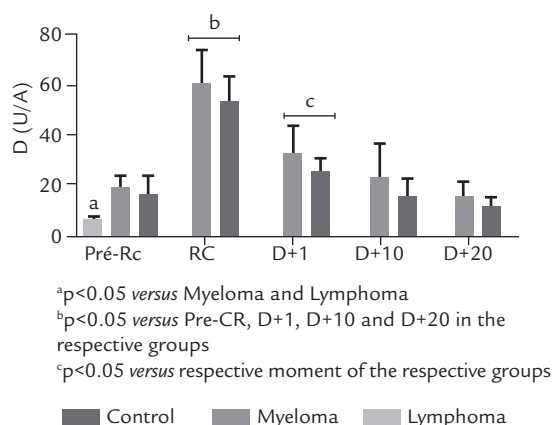 80
60
40
20
0
D (U/A)
a
b
c
Pré-Rc RC D+1 D+10 D+20
ᵃp<0.05 versus Myeloma and Lymphoma
ᵇp<0.05 versus Pre-CR, D+1, D+10 and D+20 in the
respective groups
ᶜp<0.05 versus respective moment of the respective groups
Control Myeloma Lymphoma